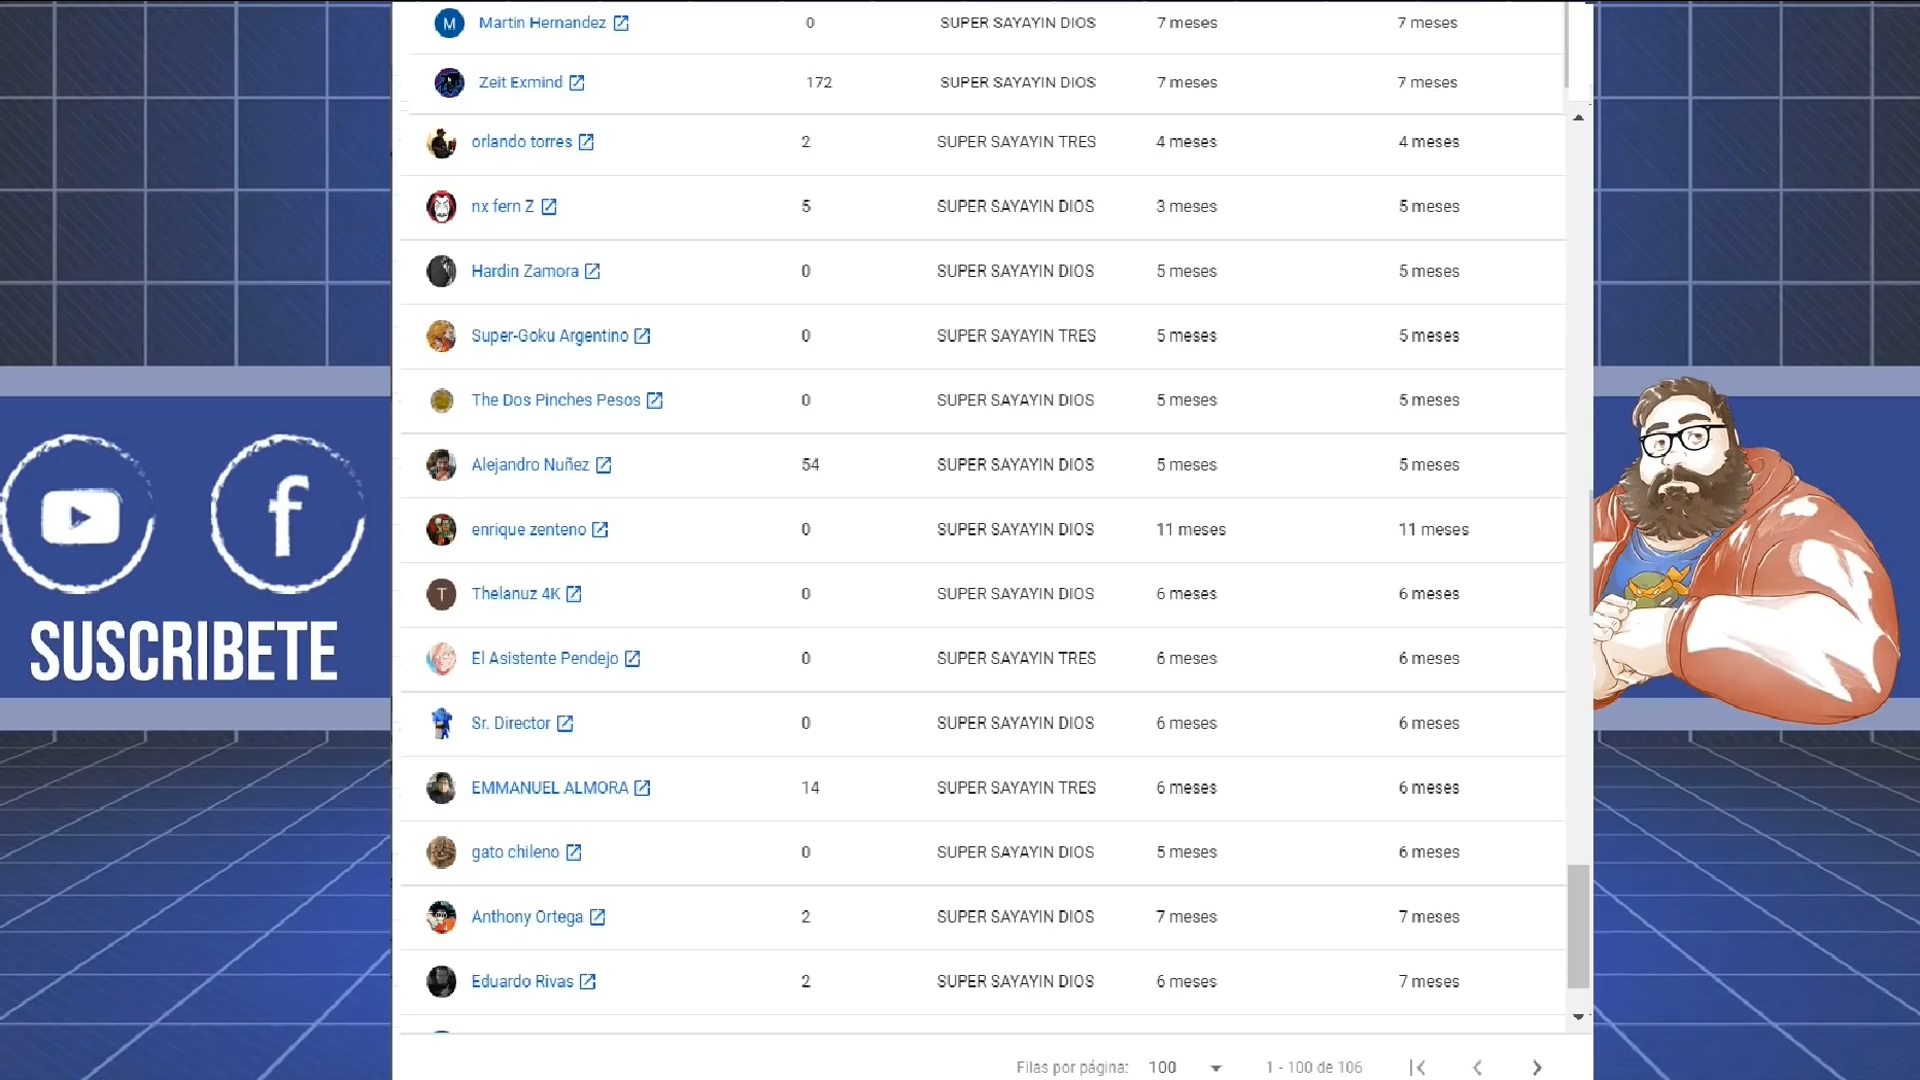 M Martin Hernandez 0 SUPER SAYAYIN DIOS 7 meses 7 meses
Zeit Exmind 172 SUPER SAYAYIN DIOS 7 meses 7 meses
orlando torres 2 SUPER SAYAYIN TRES 4 meses 4 meses
nx fern Z 5 SUPER SAYAYIN DIOS 3 meses 5 meses
Hardin Zamora 0 SUPER SAYAYIN DIOS 5 meses 5 meses
Super-Goku Argentino 0 SUPER SAYAYIN TRES 5 meses 5 meses
The Dos Pinches Pesos 0 SUPER SAYAYIN DIOS 5 meses 5 meses
Alejandro Nuñez 54 SUPER SAYAYIN DIOS 5 meses 5 meses
enrique zenteno 0 SUPER SAYAYIN DIOS 11 meses 11 meses
T Thelanuz 4K 0 SUPER SAYAYIN DIOS 6 meses 6 meses
El Asistente Pendejo 0 SUPER SAYAYIN TRES 6 meses 6 meses
Sr. Director 0 SUPER SAYAYIN DIOS 6 meses 6 meses
EMMANUEL ALMORA 14 SUPER SAYAYIN TRES 6 meses 6 meses
gato chileno 0 SUPER SAYAYIN DIOS 5 meses 6 meses
Anthony Ortega 2 SUPER SAYAYIN DIOS 7 meses 7 meses
Eduardo Rivas 2 SUPER SAYAYIN DIOS 6 meses 7 meses
Filas por página: 100 1 - 100 de 106
f
SUSCRIBETE